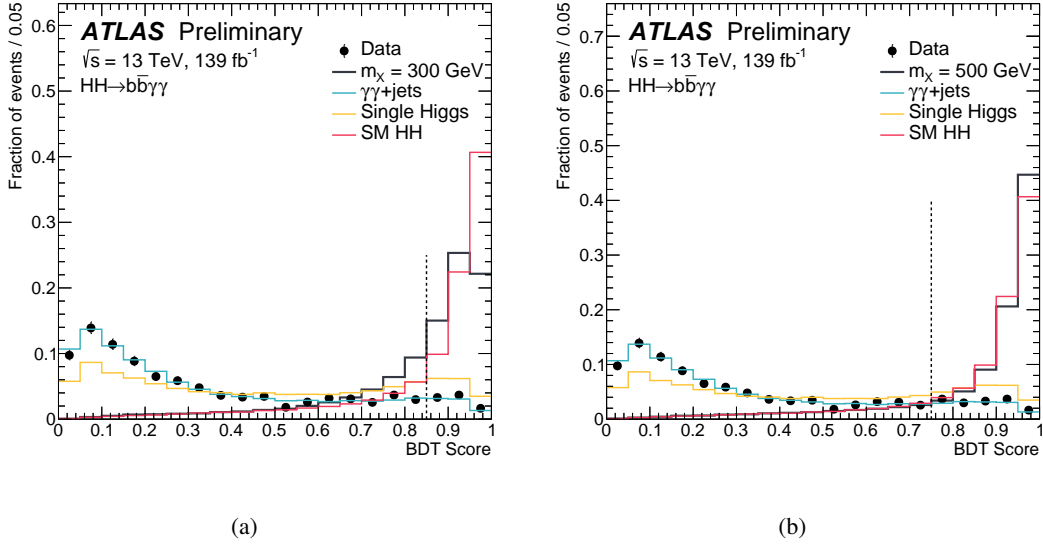 Fraction of events / 0.05
0.6
0.5
0.4
0.3
0.2
0.1
0
ATLAS Preliminary
√s = 13 TeV, 139 fb⁻¹
HH→bb̅γγ
Data
m_X = 300 GeV
γγ+jets
Single Higgs
SM HH
0 0.1 0.2 0.3 0.4 0.5 0.6 0.7 0.8 0.9 1
BDT Score
(a)
Fraction of events / 0.05
0.7
0.6
0.5
0.4
0.3
0.2
0.1
0
ATLAS Preliminary
√s = 13 TeV, 139 fb⁻¹
HH→bb̅γγ
Data
m_X = 500 GeV
γγ+jets
Single Higgs
SM HH
0 0.1 0.2 0.3 0.4 0.5 0.6 0.7 0.8 0.9 1
BDT Score
(b)